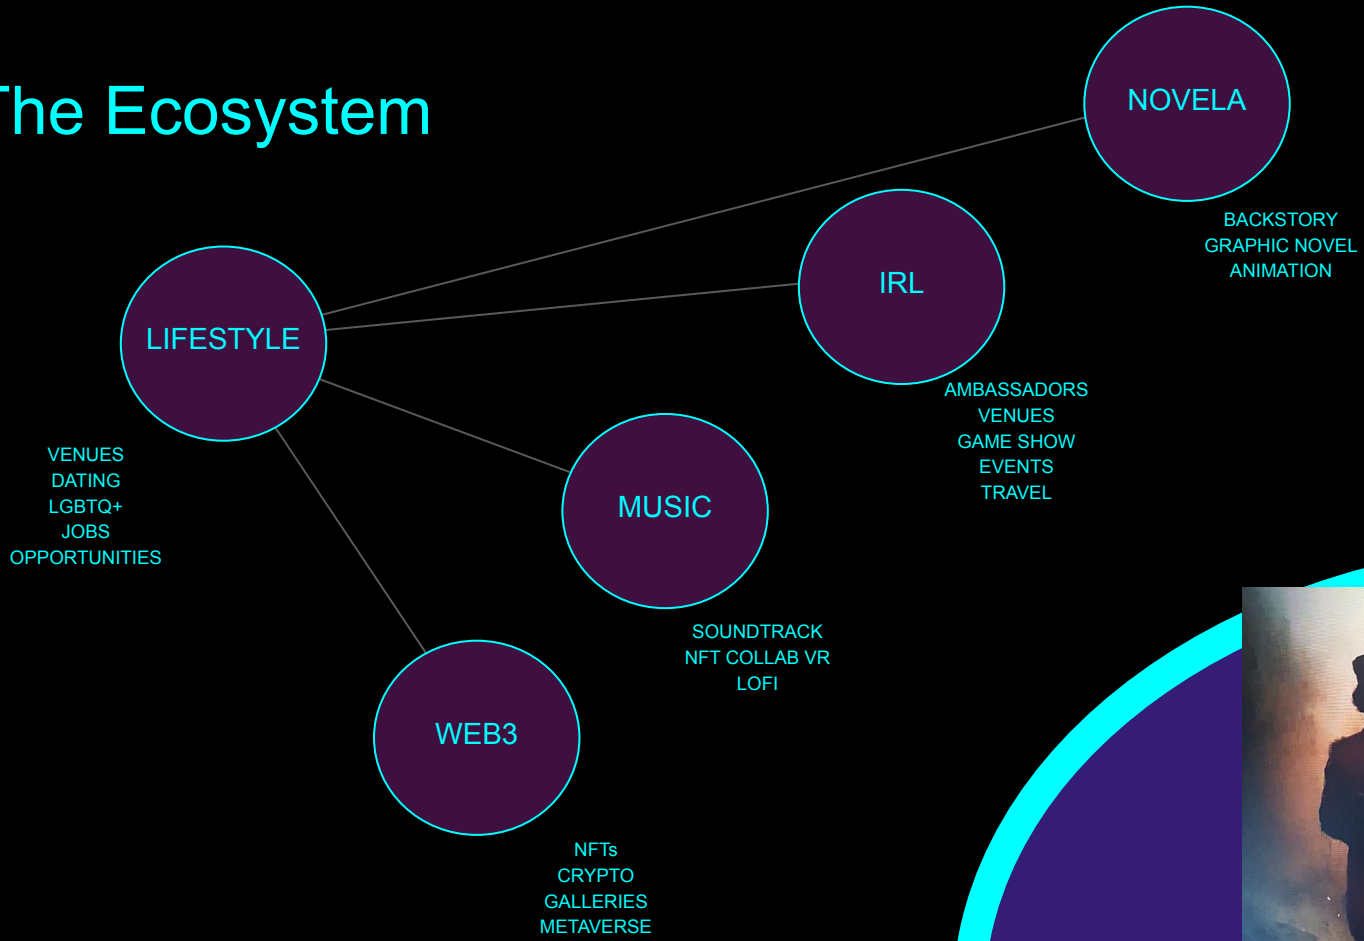 The Ecosystem
NOVELA
BACKSTORY
GRAPHIC NOVEL
ANIMATION
IRL
AMBASSADORS
VENUES
GAME SHOW
EVENTS
TRAVEL
LIFESTYLE
VENUES
DATING
LGBTQ+
JOBS
OPPORTUNITIES
MUSIC
SOUNDTRACK
NFT COLLAB VR
LOFI
WEB3
NFTs
CRYPTO
GALLERIES
METAVERSE